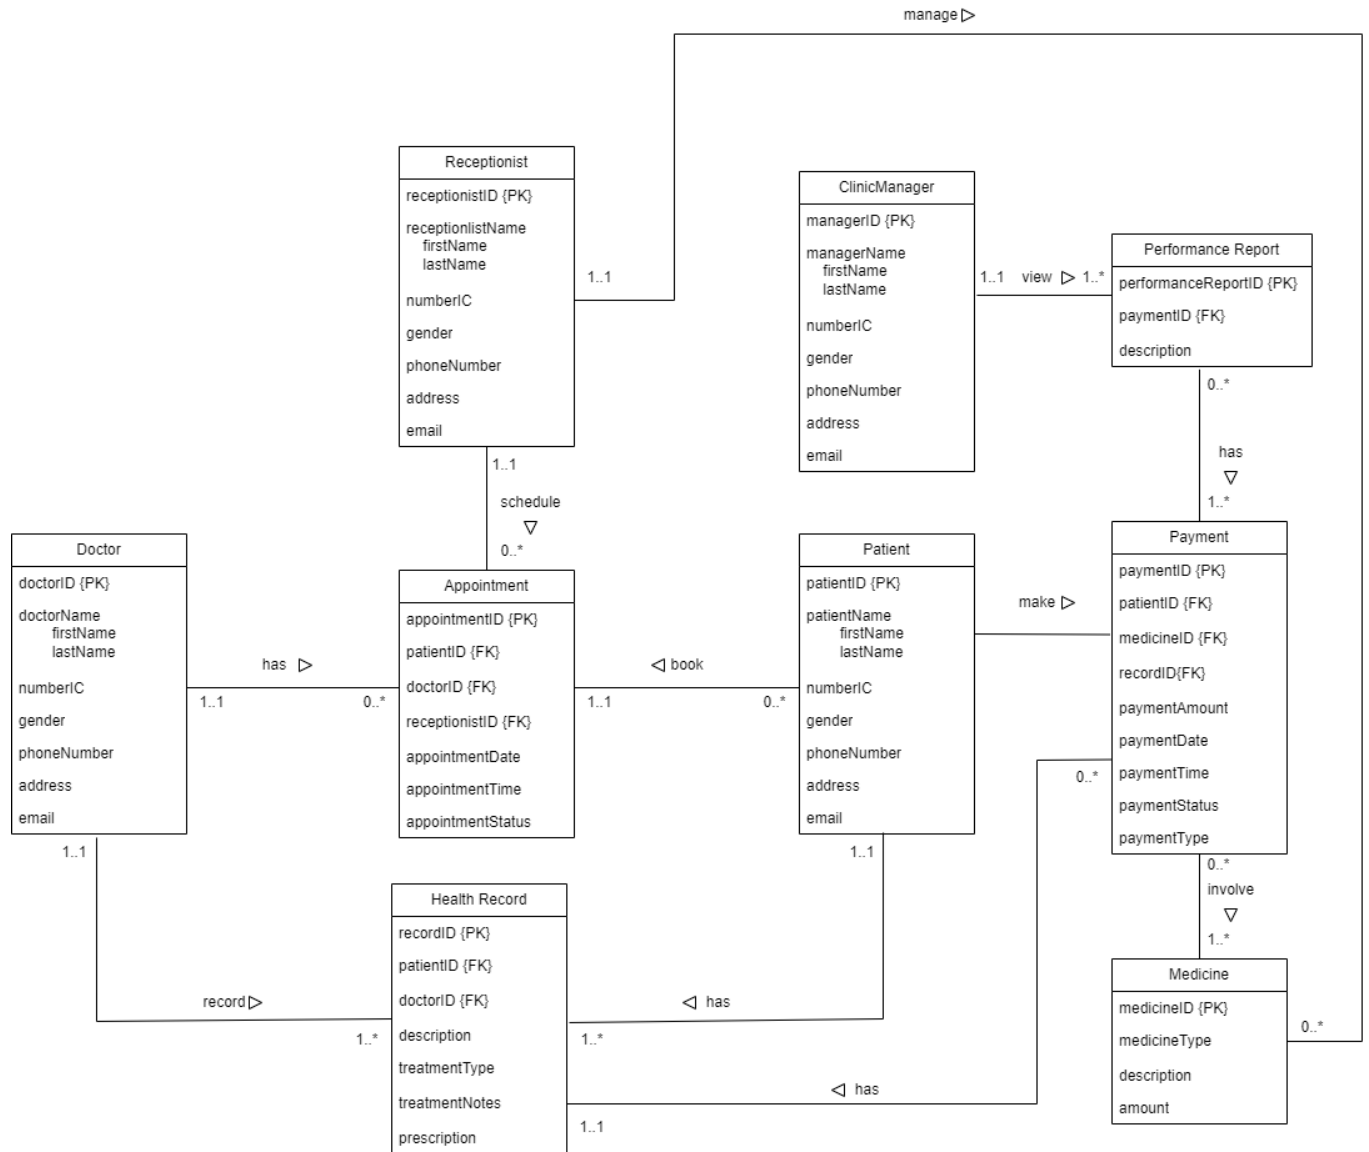 manage
Receptionist
receptionistID {PK}
receptionlistName
firstName
lastName
numberIC
gender
phoneNumber
address
email
1..1
1..1
schedule
0..*
ClinicManager
managerID {PK}
managerName
firstName
lastName
numberIC
gender
phoneNumber
address
email
1..1
view
1..*
Performance Report
performanceReportID {PK}
paymentID {FK}
description
0..*
has
1..*
Doctor
doctorID {PK}
doctorName
firstName
lastName
numberIC
gender
phoneNumber
address
email
1..1
has
0..*
1..1
Appointment
appointmentID {PK}
patientID {FK}
doctorID {FK}
receptionistID {FK}
appointmentDate
appointmentTime
appointmentStatus
book
1..1
0..*
Patient
patientID {PK}
patientName
firstName
lastName
numberIC
gender
phoneNumber
address
email
1..1
make
Payment
paymentID {PK}
patientID {FK}
medicineID {FK}
recordID{FK}
paymentAmount
paymentDate
paymentTime
paymentStatus
paymentType
0..*
0..*
involve
1..*
Health Record
recordID {PK}
patientID {FK}
doctorID {FK}
description
treatmentType
treatmentNotes
prescription
record
1..*
has
1..*
has
1..1
Medicine
medicineID {PK}
medicineType
description
amount
0..*